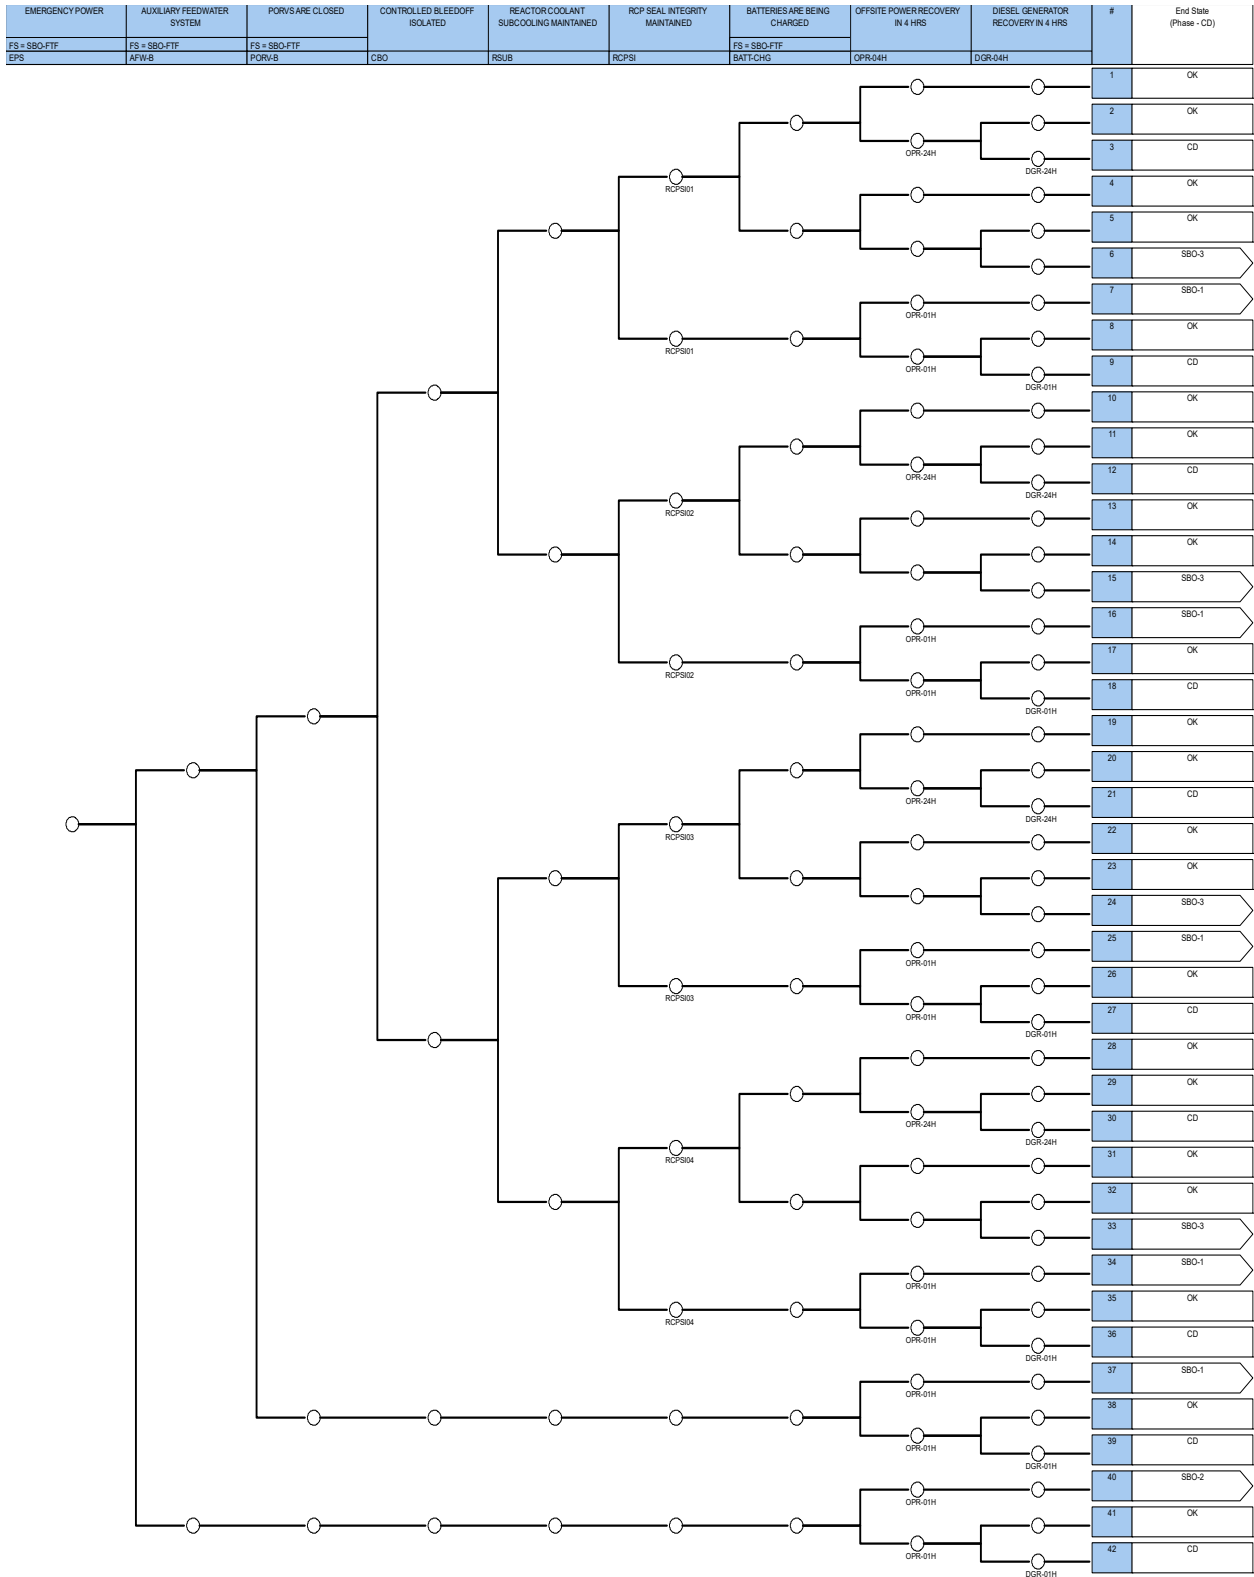 EMERGENCY POWER
FS = SBO-FTF
EPS
AUXILIARY FEEDWATER
SYSTEM
FS = SBO-FTF
AFW-B
PORVS ARE CLOSED
FS = SBO-FTF
PORV-B
CONTROLLED BLEEDOFF
ISOLATED
CBO
REACTOR COOLANT
SUBCOOLING MAINTAINED
RSUB
RCP SEAL INTEGRITY
MAINTAINED
RCPSI
BATTERIES ARE BEING
CHARGED
FS = SBO-FTF
BATT-CHG
OFFSITE POWER RECOVERY
IN 4 HRS
OPR-04H
DIESEL GENERATOR
RECOVERY IN 4 HRS
DGR-04H
#
End State
(Phase - CD)
1 OK
2 OK
OPR-24H
3 CD
DGR-24H
RCPSI01
4 OK
5 OK
6 SBO-3
7 SBO-1
OPR-01H
RCPSI01
8 OK
OPR-01H
9 CD
DGR-01H
10 OK
11 OK
OPR-24H
12 CD
DGR-24H
RCPSI02
13 OK
14 OK
15 SBO-3
16 SBO-1
OPR-01H
RCPSI02
17 OK
OPR-01H
18 CD
DGR-01H
19 OK
20 OK
OPR-24H
21 CD
DGR-24H
RCPSI03
22 OK
23 OK
24 SBO-3
25 SBO-1
OPR-01H
RCPSI03
26 OK
OPR-01H
27 CD
DGR-01H
28 OK
29 OK
OPR-24H
30 CD
DGR-24H
RCPSI04
31 OK
32 OK
33 SBO-3
34 SBO-1
OPR-01H
RCPSI04
35 OK
OPR-01H
36 CD
DGR-01H
37 SBO-1
OPR-01H
38 OK
OPR-01H
39 CD
DGR-01H
40 SBO-2
OPR-01H
41 OK
OPR-01H
42 CD
DGR-01H